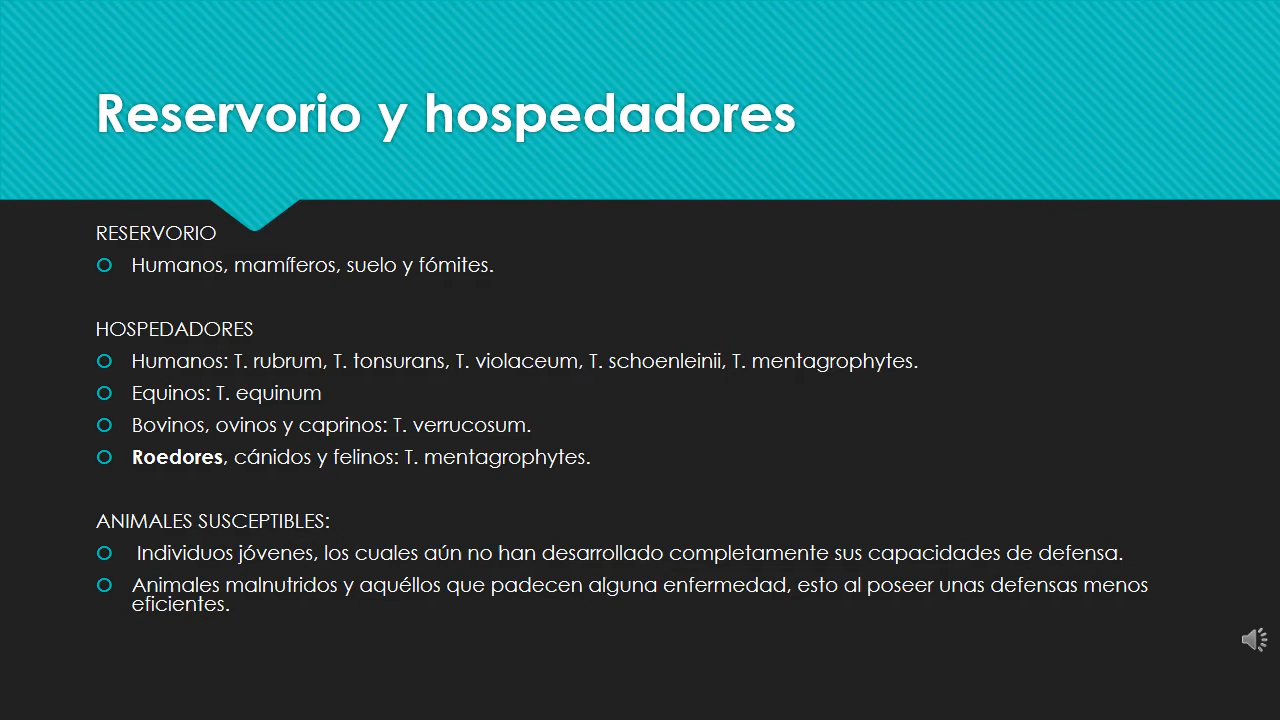 Reservorio y hospedadores
RESERVORIO
Humanos, mamíferos, suelo y fómites.
HOSPEDADORES
Humanos: T. rubrum, T. tonsurans, T. violaceum, T. schoenleinii, T. mentagrophytes.
Equinos: T. equinum
Bovinos, ovinos y caprinos: T. verrucosum.
Roedores, cánidos y felinos: T. mentagrophytes.
ANIMALES SUSCEPTIBLES:
Individuos jóvenes, los cuales aún no han desarrollado completamente sus capacidades de defensa.
Animales malnutridos y aquéllos que padecen alguna enfermedad, esto al poseer unas defensas menos
eficientes.